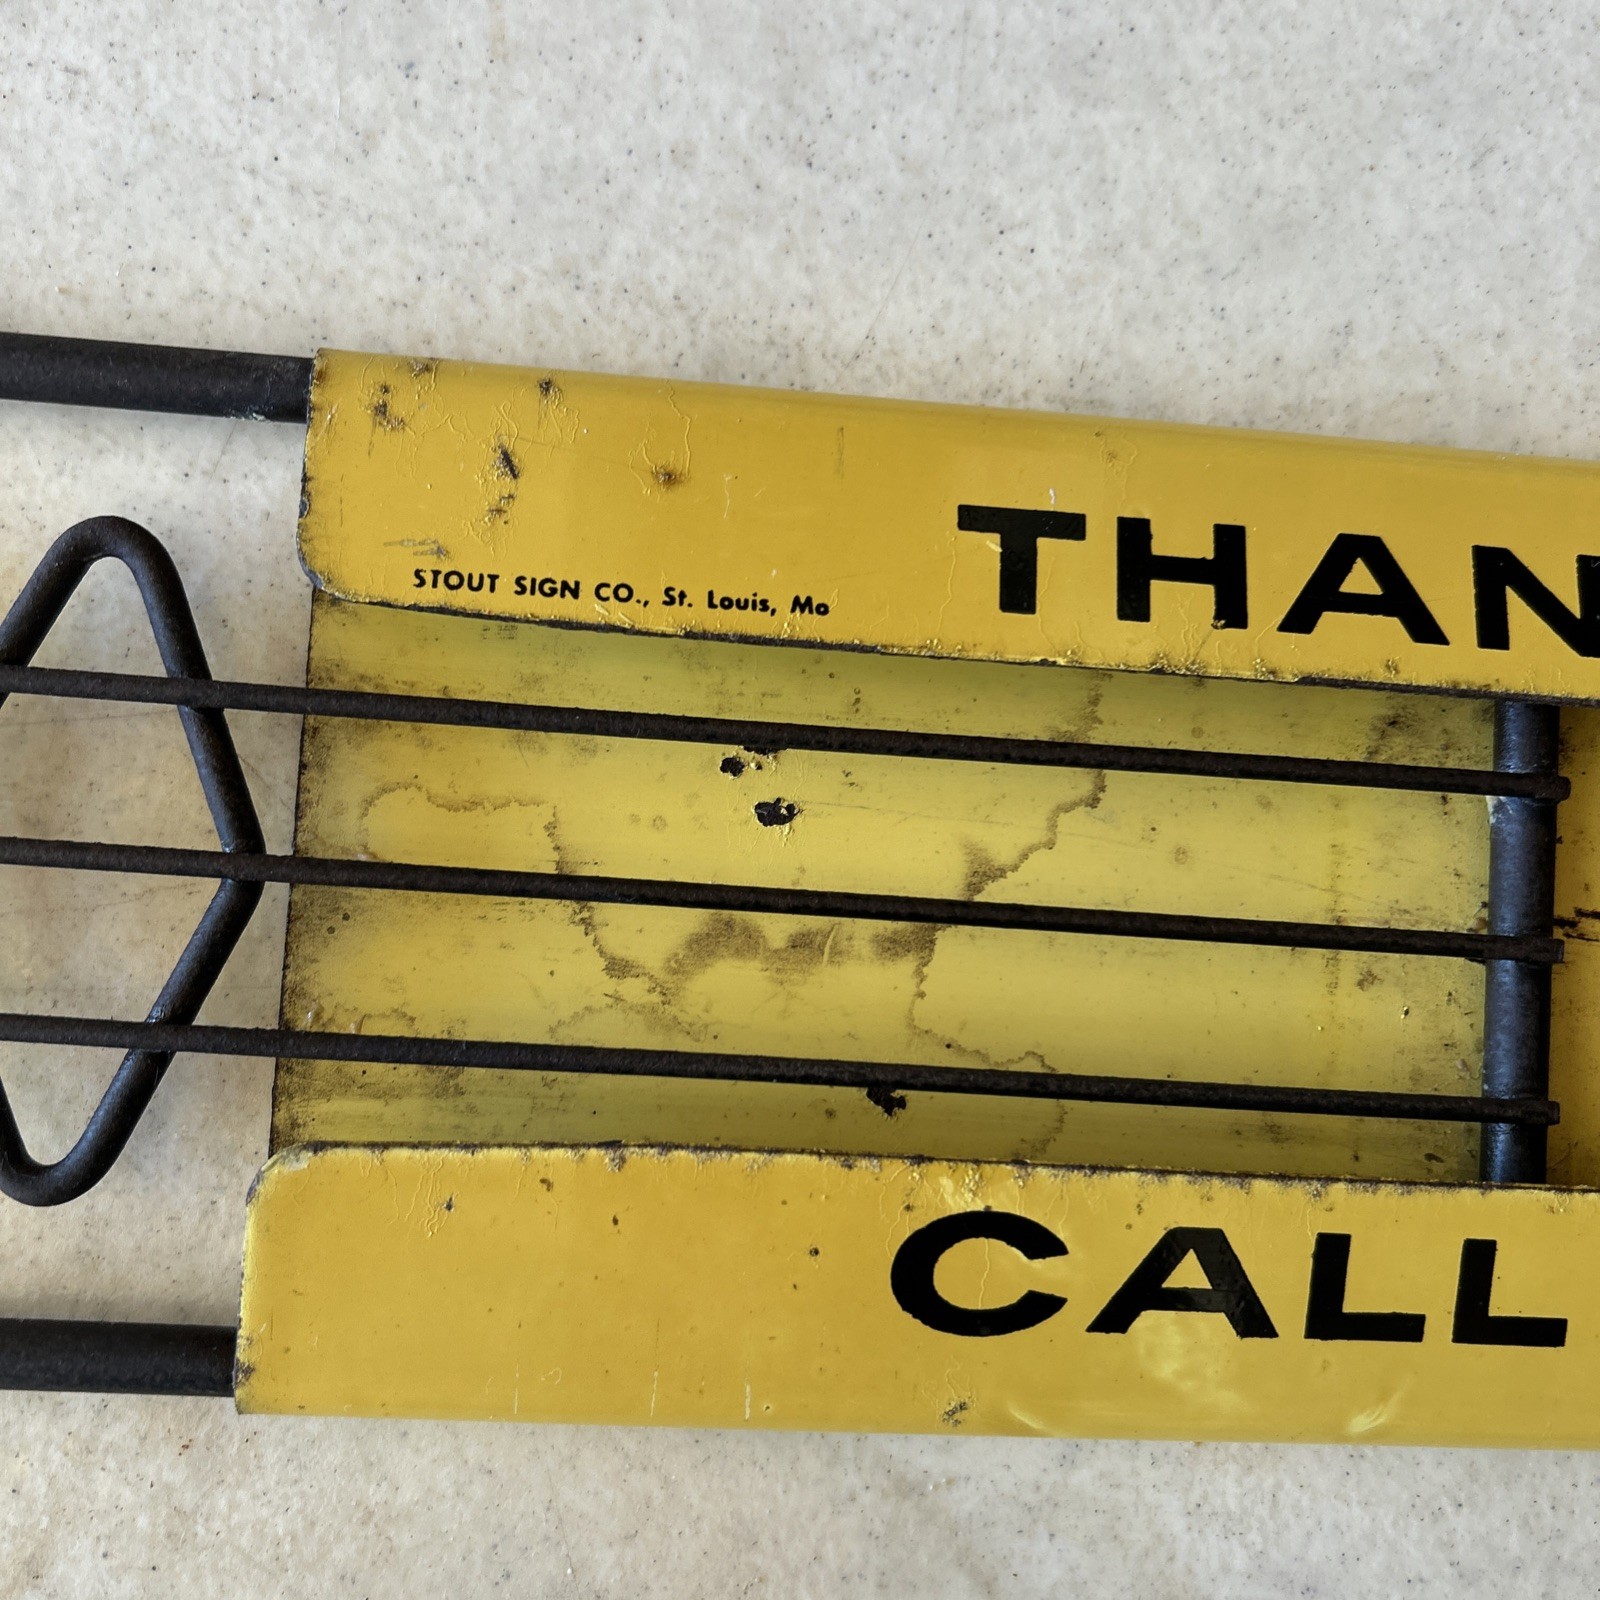 THAN
STOUT SIGN CO., St. Louis, Mo
CALL